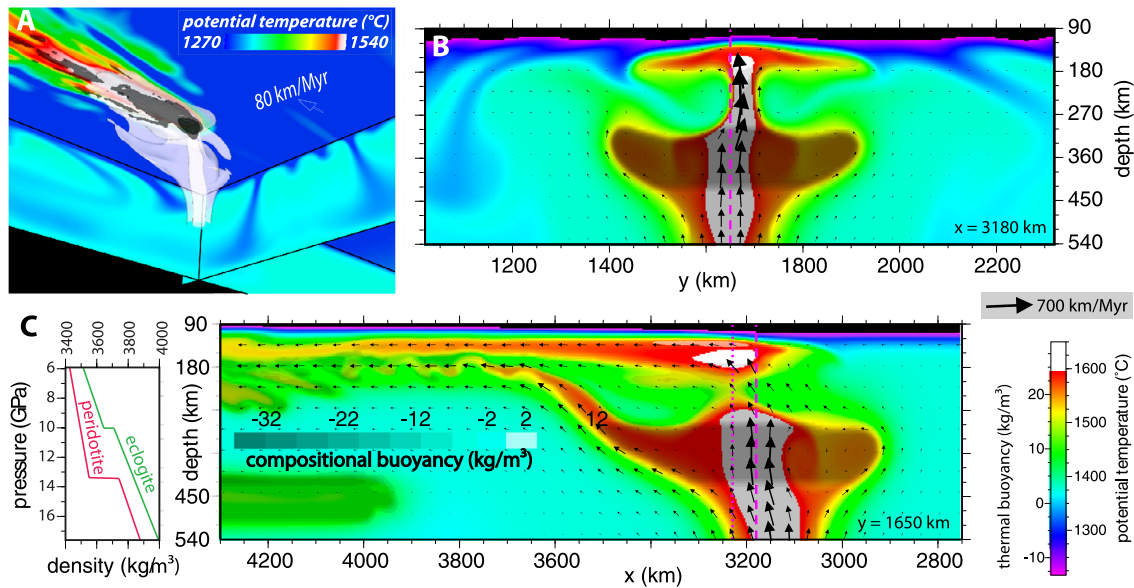 A
potential temperature (°C)
1270
1540
80 km/Myr
B
90
180
270
360
450
540
depth (km)
x = 3180 km
1200
1400
1600
1800
2000
2200
y (km)
700 km/Myr
C
3400
3600
3800
4000
6
8
10
12
14
16
pressure (GPa)
peridotite
eclogite
density (kg/m³)
90
180
450
540
depth (km)
-32
-22
-12
-2
2
12
compositional buoyancy (kg/m³)
y = 1650 km
4200
4000
3800
3600
3400
3200
3000
2800
x (km)
20
10
0
-10
thermal buoyancy (kg/m³)
1600
1500
1400
1300
potential temperature (°C)